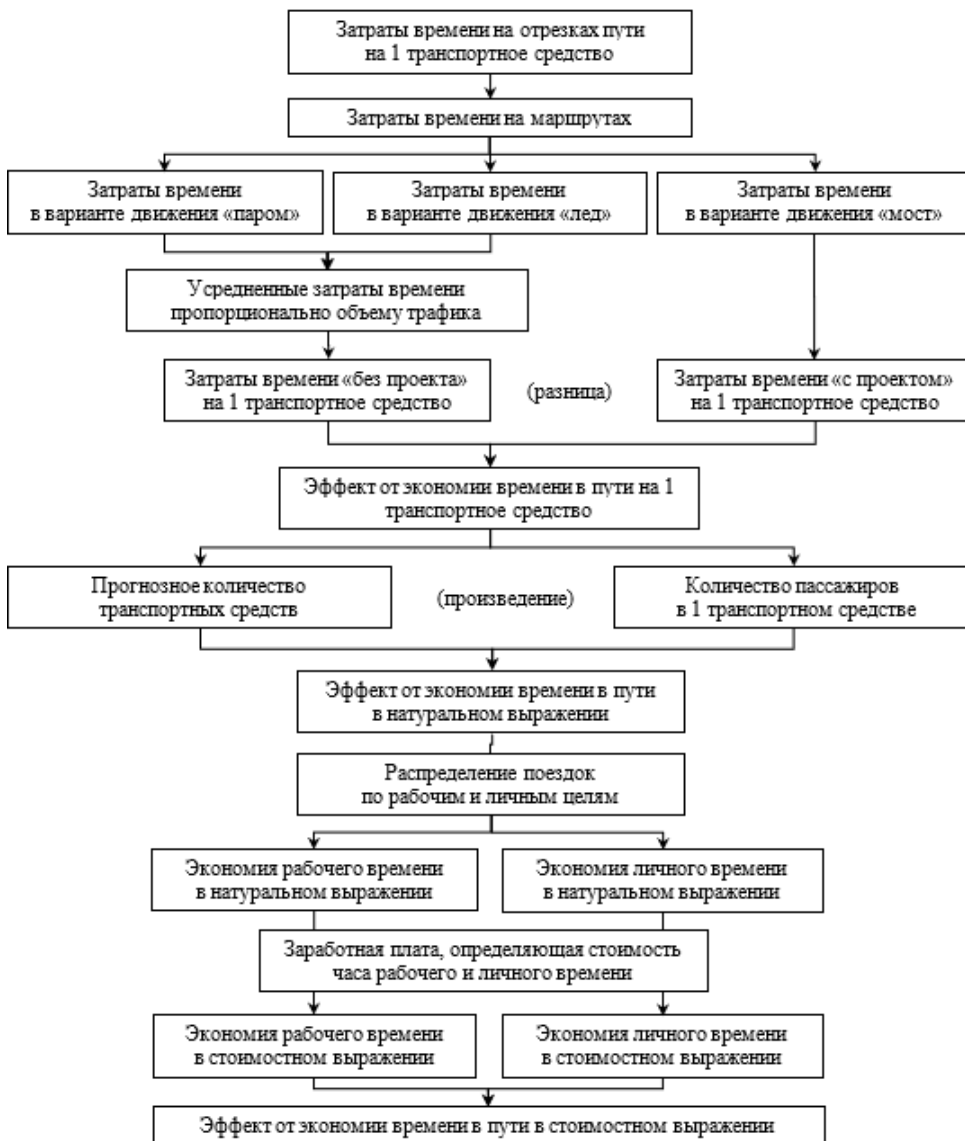 Затраты времени на отрезках пути
на 1 транспортное средство
Затраты времени на маршрутах
Затраты времени
в варианте движения «паром»
Затраты времени
в варианте движения «лед»
Затраты времени
в варианте движения «мост»
Усредненные затраты времени
пропорционально объему трафика
Затраты времени «без проекта»
на 1 транспортное средство
(разница)
Затраты времени «с проектом»
на 1 транспортное средство
Эффект от экономии времени в пути на 1
транспортное средство
Прогнозное количество
транспортных средств
(произведение)
Количество пассажиров
в 1 транспортном средстве
Эффект от экономии времени в пути
в натуральном выражении
Распределение поездок
по рабочим и личным целям
Экономия рабочего времени
в натуральном выражении
Экономия личного времени
в натуральном выражении
Заработная плата, определяющая стоимость
часа рабочего и личного времени
Экономия рабочего времени
в стоимостном выражении
Экономия личного времени
в стоимостном выражении
Эффект от экономии времени в пути в стоимостном выражении